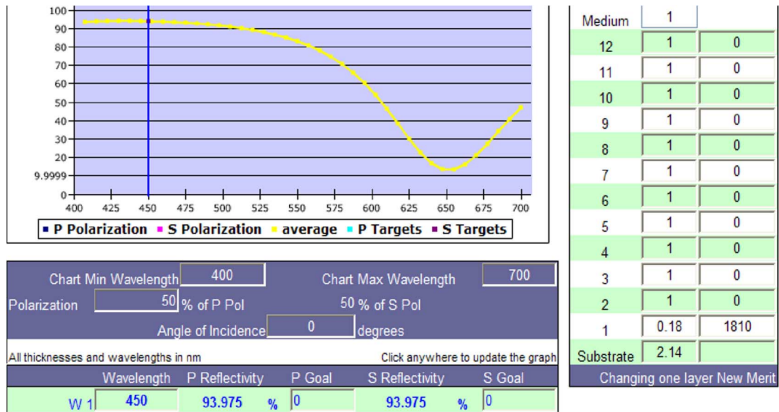 100
90
80
70
60
50
40
30
20
9.9999
0
400 425 450 475 500 525 550 575 600 625 650 675 700
P Polarization S Polarization average P Targets S Targets
Chart Min Wavelength 400 Chart Max Wavelength 700
Polarization 50 % of P Pol 50 % of S Pol
Angle of Incidence 0 degrees
All thicknesses and wavelengths in nm Click anywhere to update the graph
Wavelength P Reflectivity P Goal S Reflectivity S Goal
W 1 450 93.975 % 0 93.975 % 0
Medium 1
12 1 0
11 1 0
10 1 0
9 1 0
8 1 0
7 1 0
6 1 0
5 1 0
4 1 0
3 1 0
2 1 0
1 0.18 1810
Substrate 2.14
Changing one layer New Merit